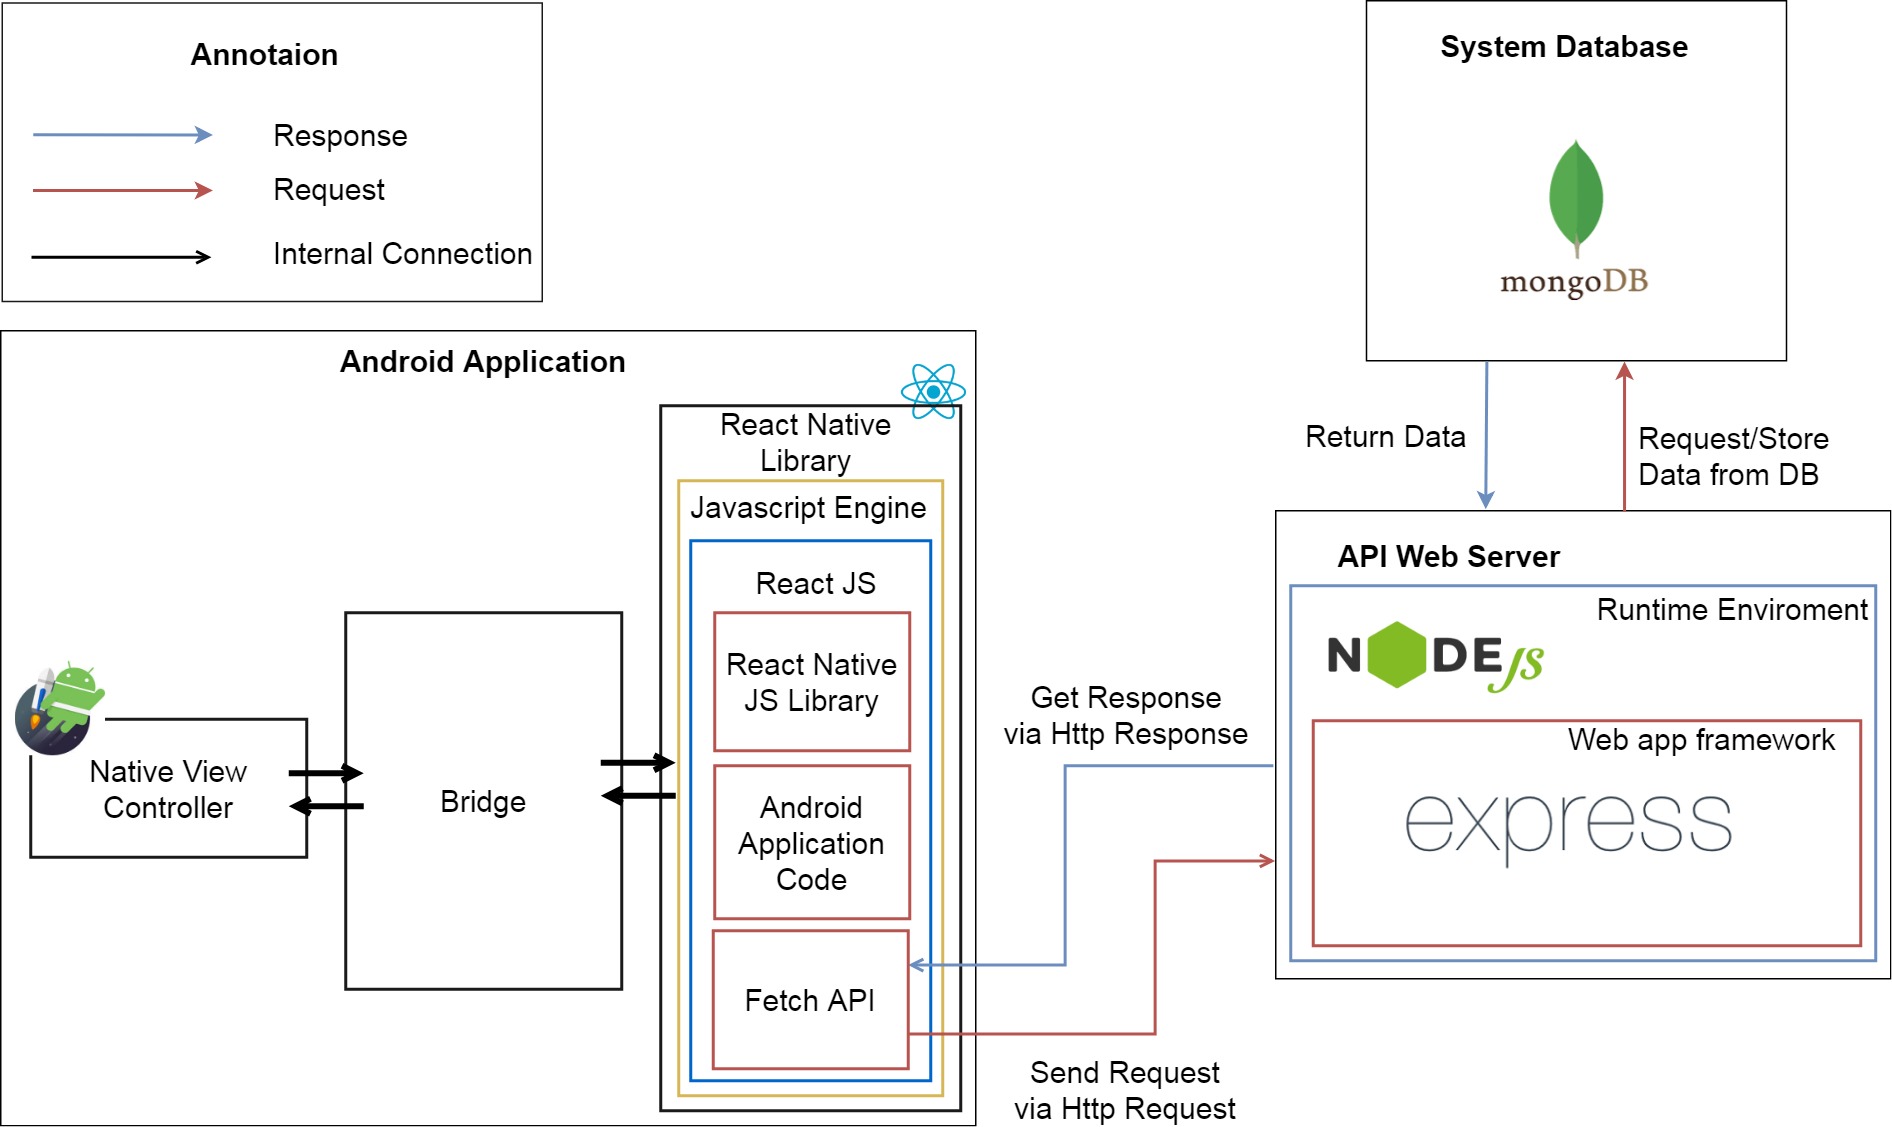 Annotaion
Response
Request
Internal Connection
System Database
mongoDB
Return Data
Request/Store
Data from DB
Android Application
React Native
Library
Javascript Engine
React JS
React Native
JS Library
Android
Application
Code
Fetch API
Native View
Controller
Bridge
Get Response
via Http Response
Send Request
via Http Request
API Web Server
Runtime Enviroment
NODE JS
Web app framework
express